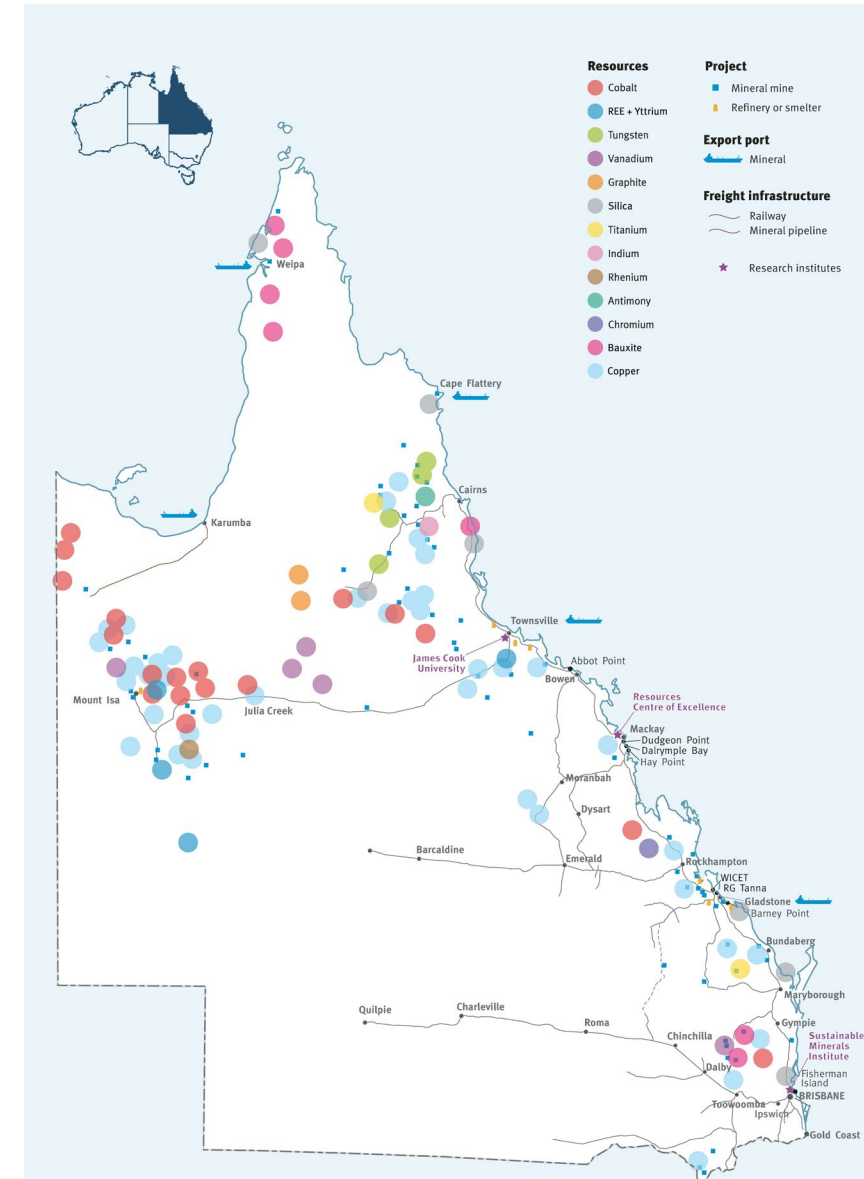 Resources
Cobalt
REE + Yttrium
Tungsten
Vanadium
Graphite
Silica
Titanium
Indium
Rhenium
Antimony
Chromium
Bauxite
Copper
Project
Mineral mine
Refinery or smelter
Export port
Mineral
Freight infrastructure
Railway
Mineral pipeline
Research institutes
Weipa
Cape Flattery
Cairns
Karumba
Townsville
James Cook
University
Abbot Point
Bowen
Mount Isa
Julia Creek
Resources
Centre of Excellence
Mackay
Dudgeon Point
Dalrymple Bay
Hay Point
Moranbah
Dysart
Barcaldine
Emerald
Rockhampton
WICET
RG Tanna
Gladstone
Barney Point
Bundaberg
Maryborough
Quilpie
Charleville
Roma
Gympie
Chinchilla
Sustainable
Minerals
Institute
Dalby
Fisherman
Island
BRISBANE
Toowoomba
Ipswich
Gold Coast